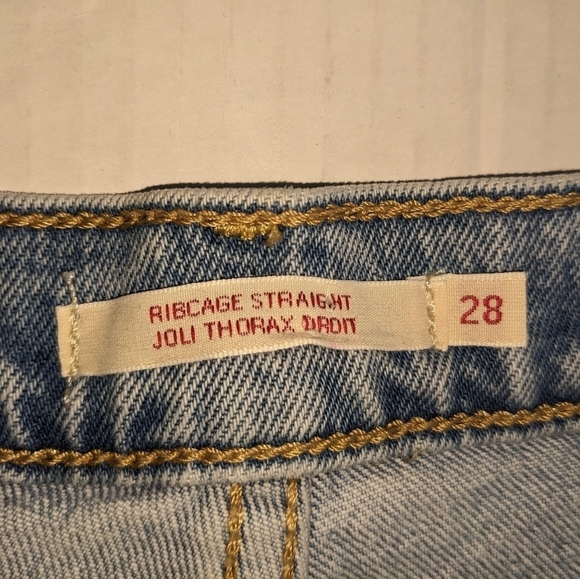 RIBCAGE STRAIGHT
JOLI THORAX DROIT
28